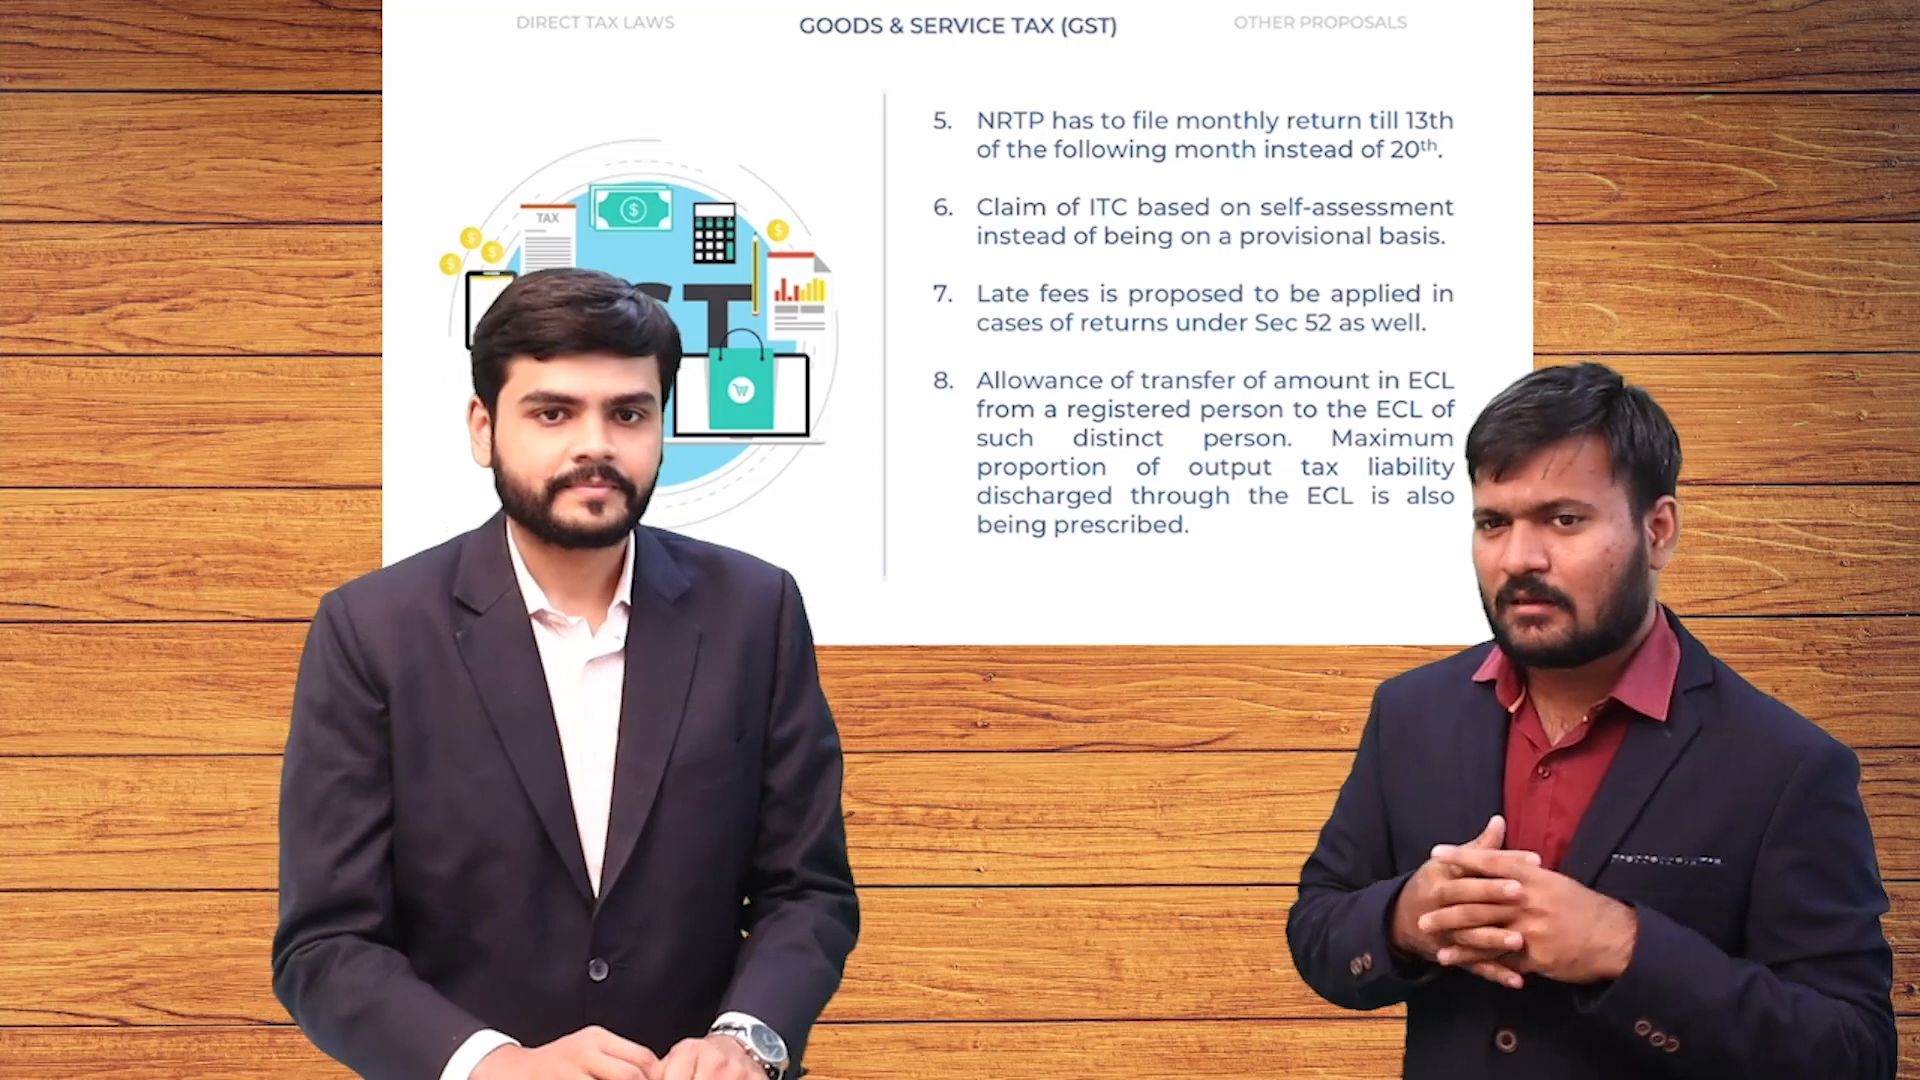 DIRECT TAX LAWS
GOODS & SERVICE TAX (GST)
OTHER PROPOSALS
5. NRTP has to file monthly return till 13th
of the following month instead of 20th.
6. Claim of ITC based on self-assessment
instead of being on a provisional basis.
7. Late fees is proposed to be applied in
cases of returns under Sec 52 as well.
8. Allowance of transfer of amount in ECL
from a registered person to the ECL of
such distinct person. Maximum
proportion of output tax liability
discharged through the ECL is also
being prescribed.
TAX